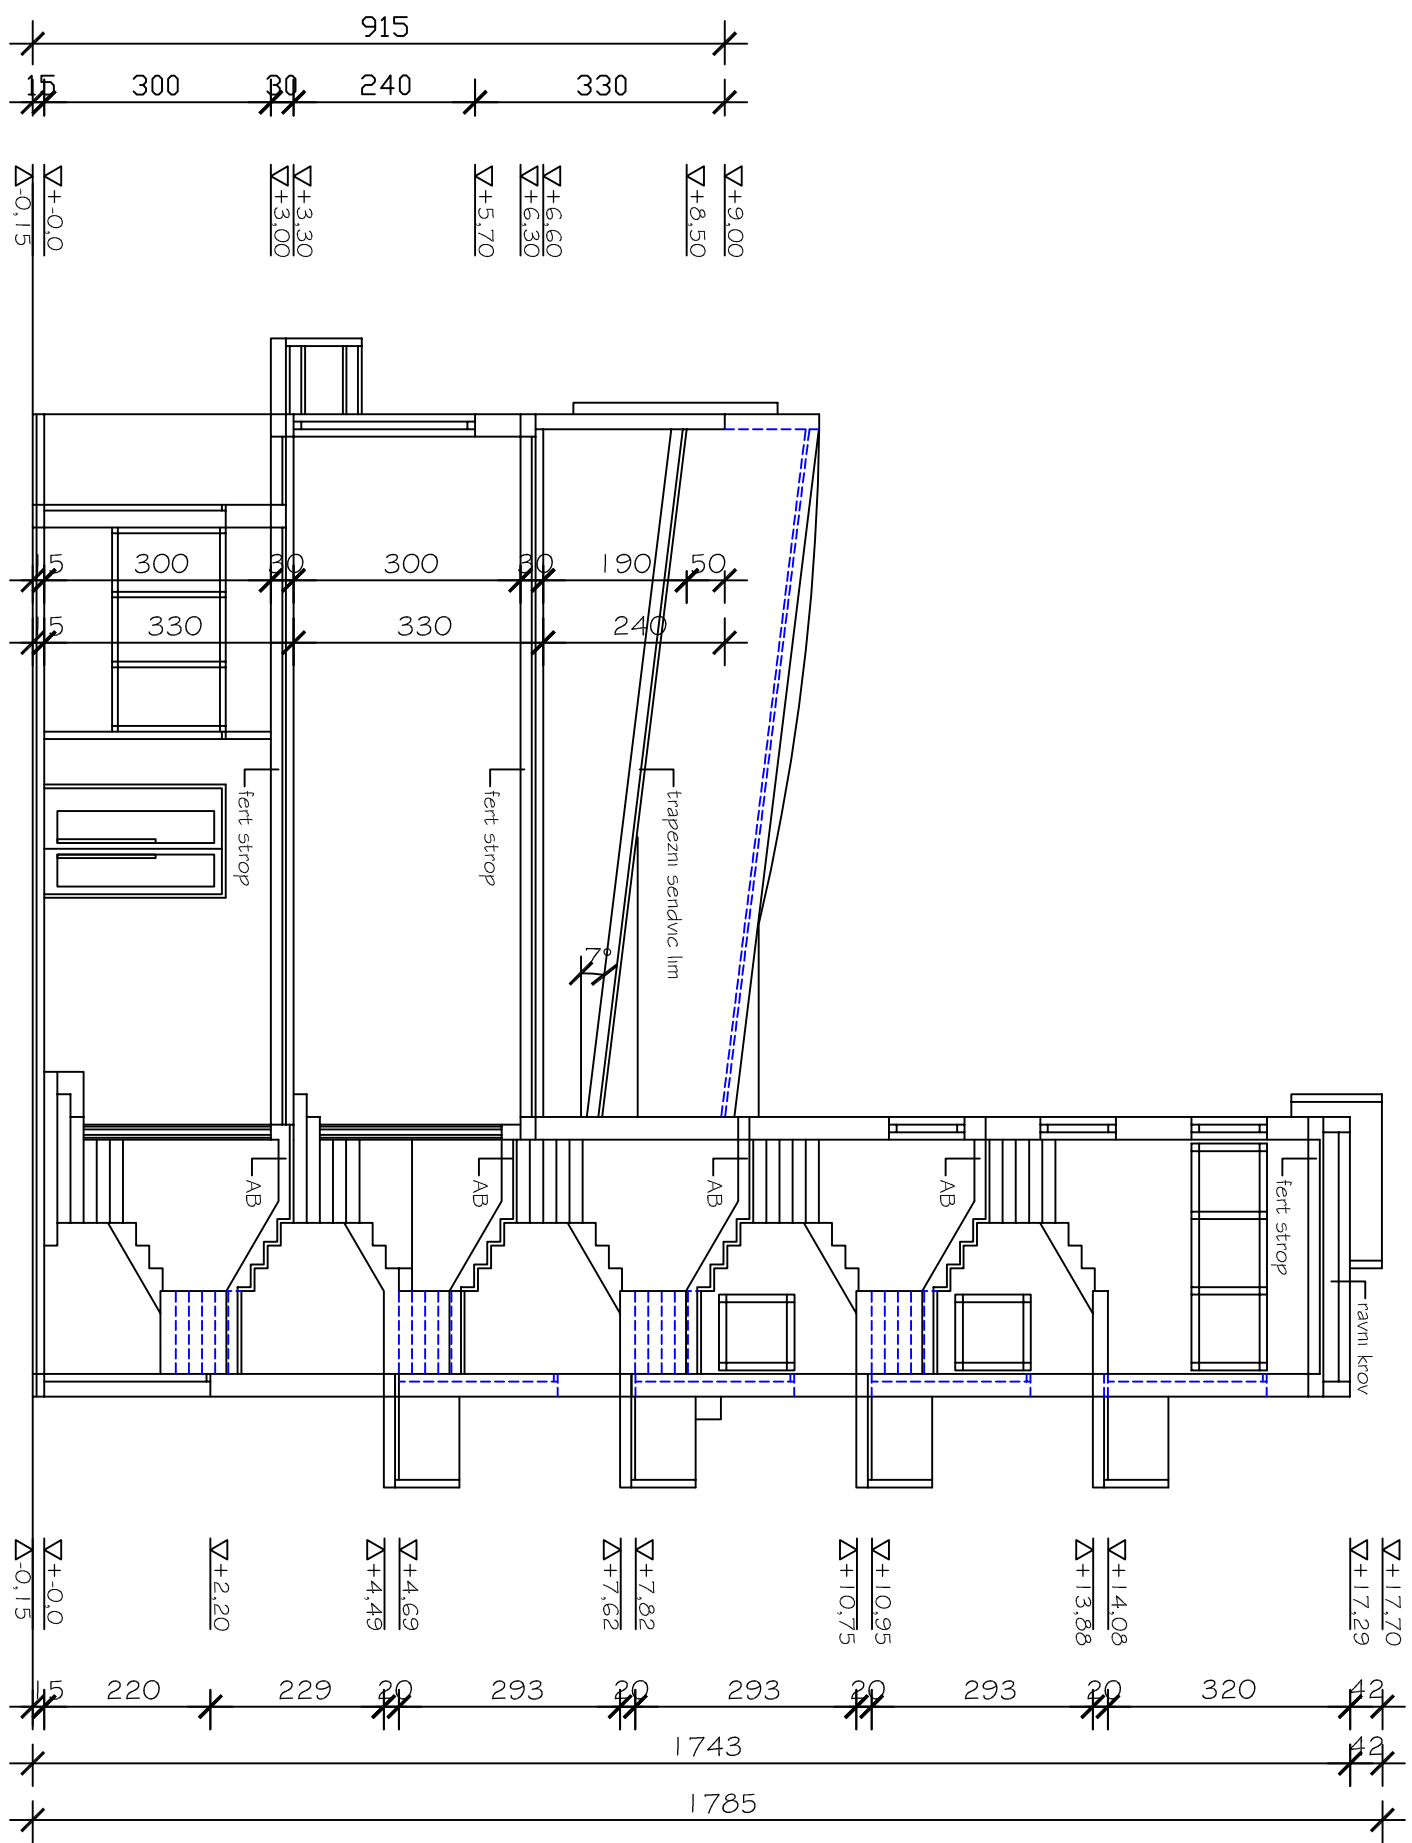 915
15 300 30 240 330
-0,15
+-0,0
+3,00
+3,30
+5,70
+6,30
+6,60
+8,50
+9,00
15 300 30 300 30 190 50
15 330 330 240
fert strop
fert strop
trapezni sendvic lim
7°
AB
AB
AB
AB
fert strop
ravni krov
-0,15
+-0,0
+2,20
+4,49
+4,69
+7,62
+7,82
+10,75
+10,95
+13,88
+14,08
+17,29
+17,70
15 220 229 20 293 20 293 20 293 20 320 42
1743 42
1785